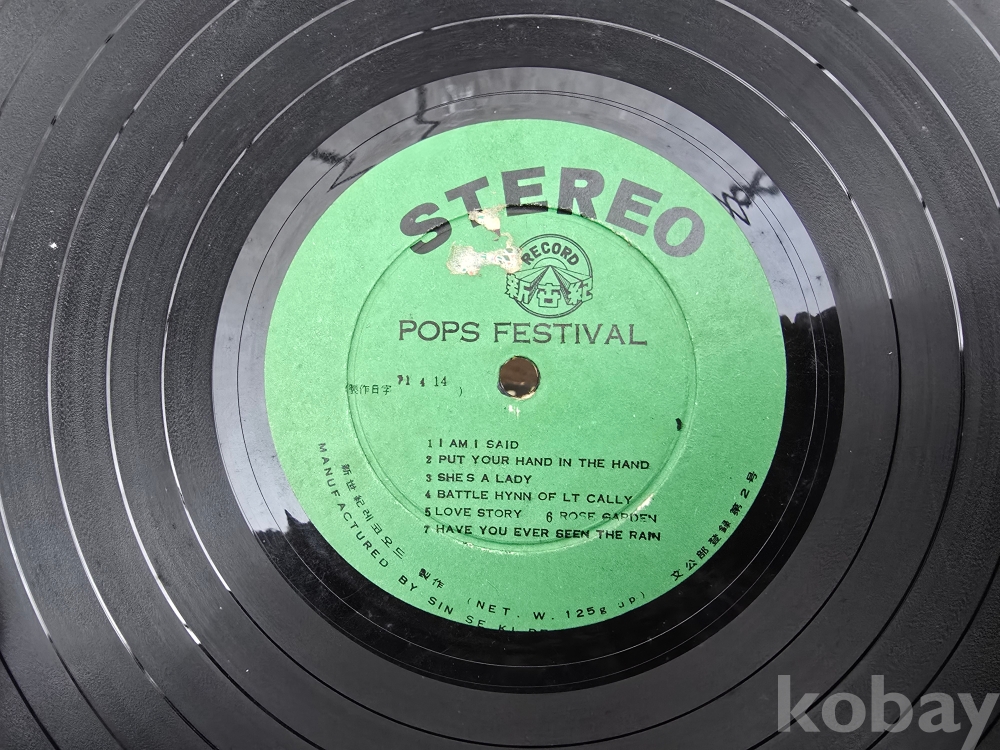 STEREO
RECORD
新世紀
POPS FESTIVAL
(製作日字 71 4 14 )
1 I AM I SAID
2 PUT YOUR HAND IN THE HAND
3 SHES A LADY
4 BATTLE HYNN OF LT CALLY
5 LOVE STORY 6 ROSE GARDEN
7 HAVE YOU EVER SEEN THE RAIN
新世紀레코오드 製作
MANUFACTURED BY SIN SE KI
(NET. W. 125g up)
文公部登録第2号
kobay